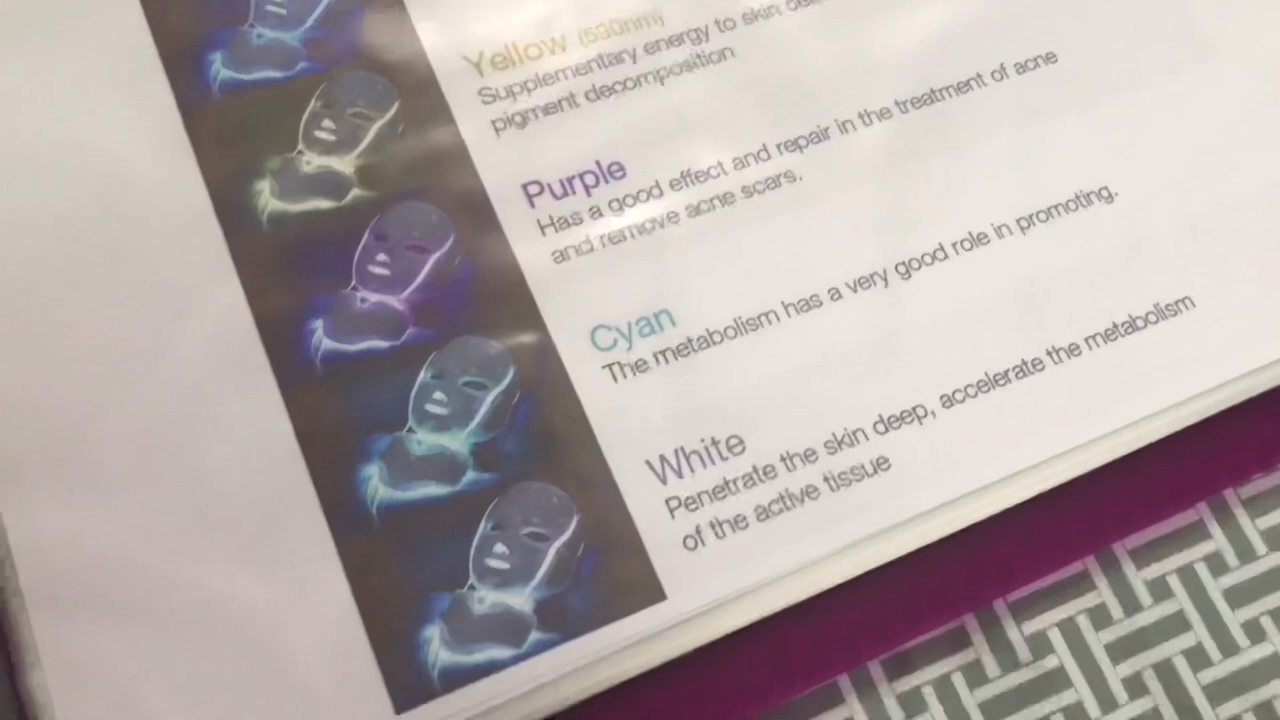 Yellow (590nm)
Supplementary energy to skin
pigment decomposition
Purple
Has a good effect and repair in the treatment of acne
and remove acne scars.
Cyan
The metabolism has a very good role in promoting.
White
Penetrate the skin deep, accelerate the metabolism
of the active tissue